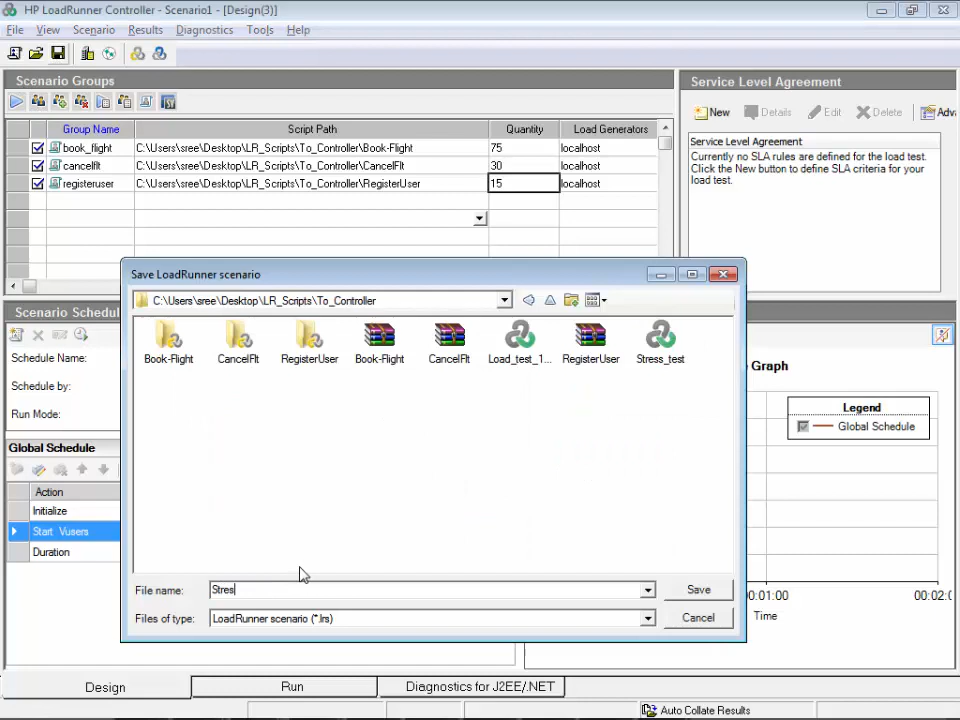 HP LoadRunner Controller - Scenario1 - [Design(3)]
File View Scenario Results Diagnostics Tools Help
Scenario Groups
Group Name Script Path Quantity Load Generators
book_flight C:\Users\sree\Desktop\LR_Scripts\To_Controller\Book-Flight 75 localhost
cancelflt C:\Users\sree\Desktop\LR_Scripts\To_Controller\CancelFlt 30 localhost
registeruser C:\Users\sree\Desktop\LR_Scripts\To_Controller\RegisterUser 15 localhost
Service Level Agreement
New Details Edit Delete Adva
Service Level Agreement
Currently no SLA rules are defined for the load test.
Click the New button to define SLA criteria for your
load test.
Save LoadRunner scenario
C:\Users\sree\Desktop\LR_Scripts\To_Controller
Book-Flight CancelFlt RegisterUser Book-Flight CancelFlt Load_test_1... RegisterUser Stress_test
File name: Stres Save
Files of type: LoadRunner scenario (*.lrs) Cancel
Scenario Schedul
Schedule Name:
Schedule by:
Run Mode:
Global Schedule
Action
Initialize
Start Vusers
Duration
Graph
Legend
Global Schedule
:01:00 00:02:0
Time
Design Run Diagnostics for J2EE/.NET
Auto Collate Results